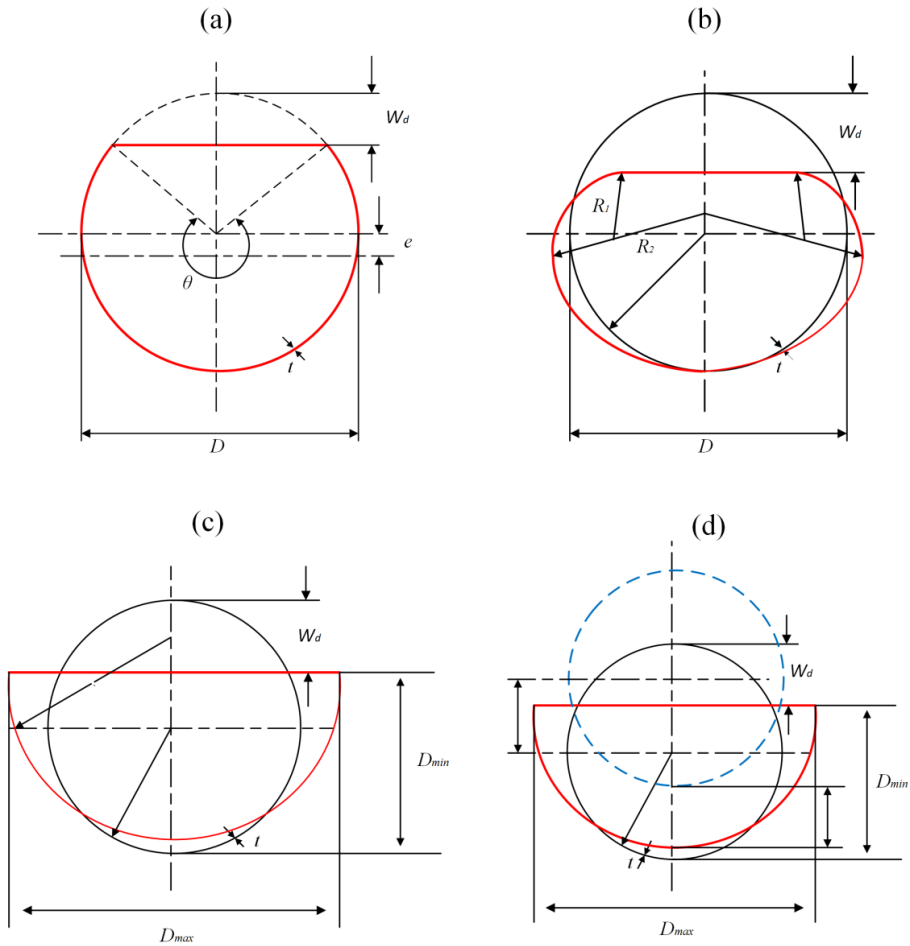 (a)
W_d
e
θ
t
D
(b)
W_d
R_1
R_2
t
D
(c)
W_d
D_min
t
D_max
(d)
W_d
D_min
t
D_max